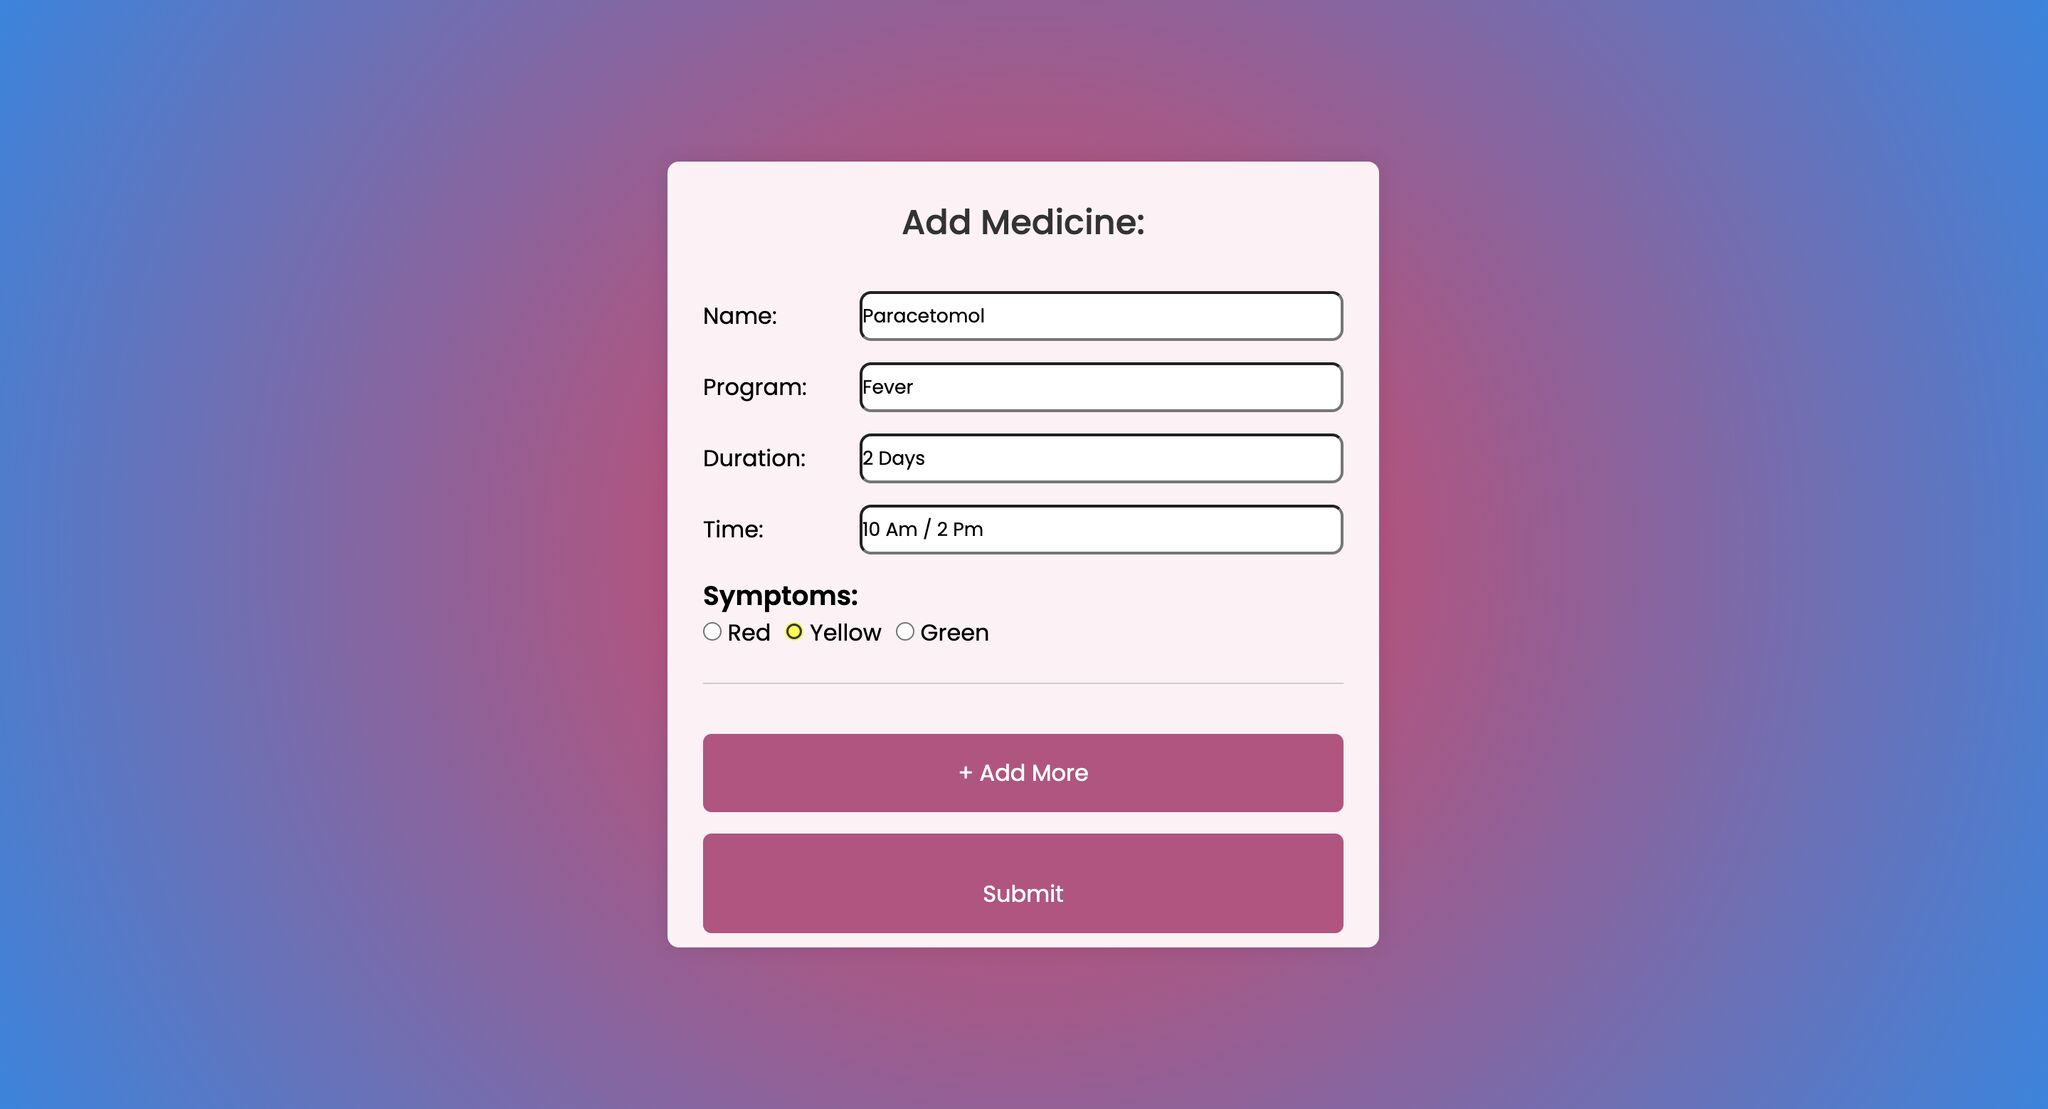 Add Medicine:
Name: Paracetomol
Program: Fever
Duration: 2 Days
Time: 10 Am / 2 Pm
Symptoms:
Red Yellow Green
+ Add More
Submit